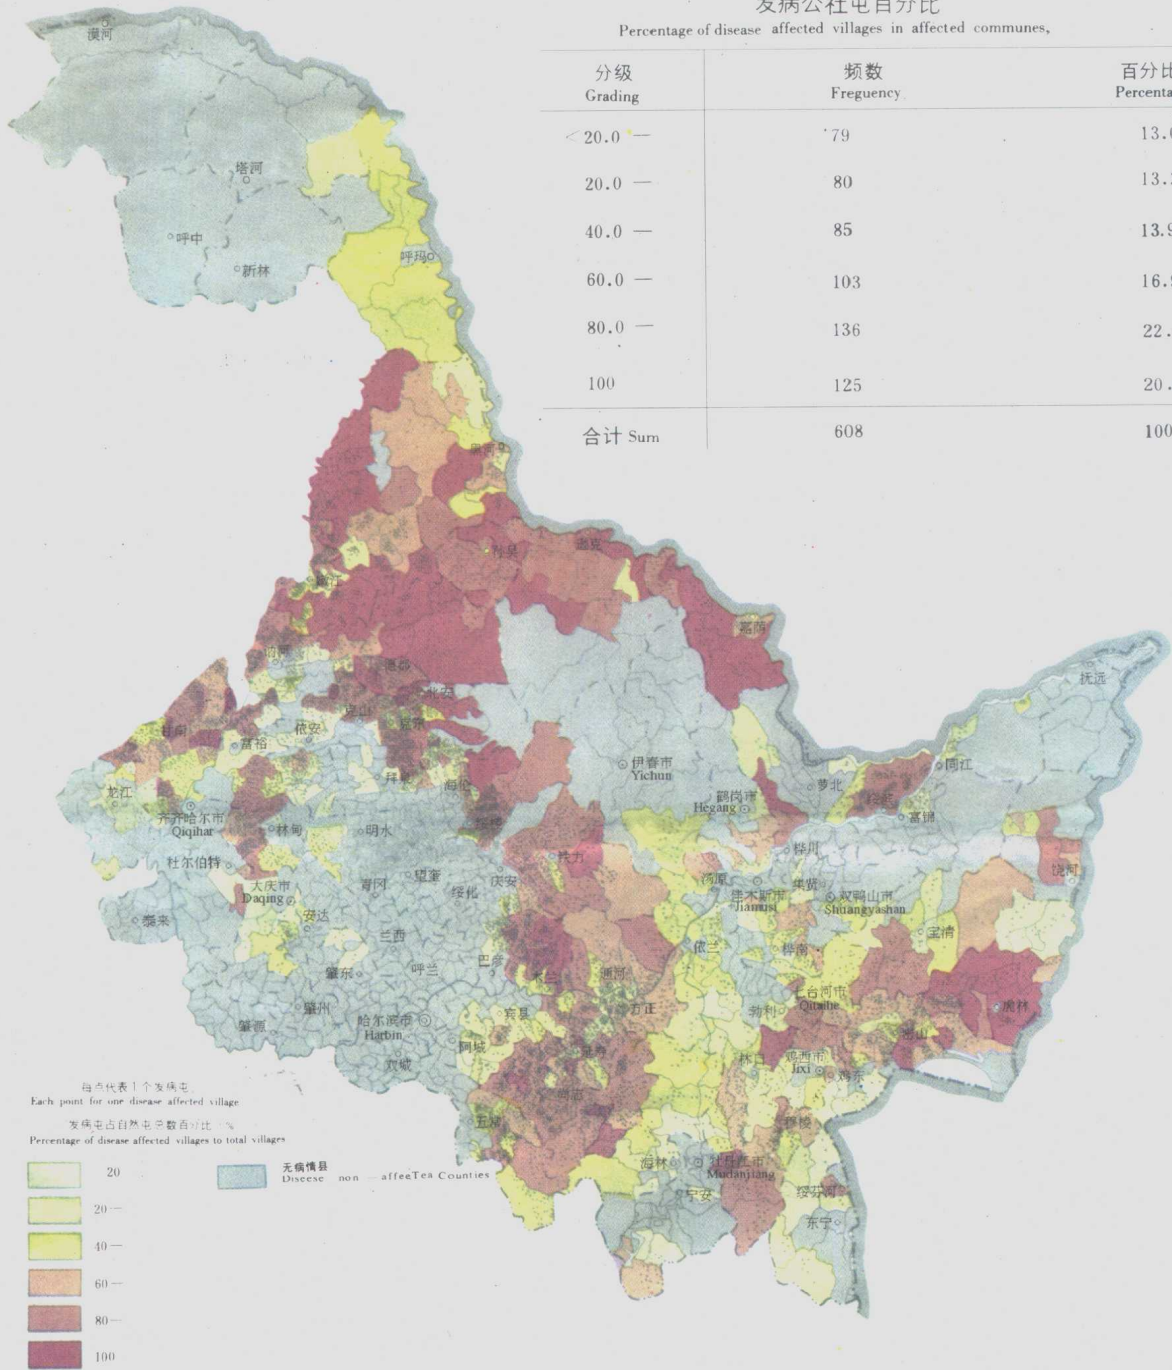 发病公社屯百分比
Percentage of disease affected villages in affected communes,
分级 频数 百分比
Grading Freguency Percenta
<20.0 — 79 13.
20.0 — 80 13.
40.0 — 85 13.9
60.0 — 103 16.9
80.0 — 136 22.
100 125 20.
合计 Sum 608 100
漠河
塔河
呼中
新林
呼玛
孙吴
逊克
嘉荫
嫩江
北安
克山
甘南
富裕
依安
拜泉
海伦
龙江
齐齐哈尔市
Qiqihar
林甸
明水
杜尔伯特
大庆市
Daqing
青冈
望奎
绥化
庆安
铁力
伊春市
Yichun
鹤岗市
Hegang
萝北
同江
抚远
富锦
桦川
汤原
佳木斯市
Jiamusi
集贤
双鸭山市
Shuangyashan
饶河
宝清
泰来
安达
兰西
肇东
呼兰
巴彦
木兰
通河
依兰
桦南
七台河市
Qitaihe
勃利
虎林
密山
肇州
肇源
哈尔滨市
Harbin
宾县
方正
阿城
双城
延寿
尚志
林口
鸡西市
Jixi
鸡东
五常
穆棱
海林
牡丹江市
Mudanjiang
宁安
绥芬河
东宁
每点代表1个发病屯
Each point for one disease affected village
发病屯占自然屯总数百分比 %
Percentage of disease affected villages to total villages
20
20 —
40 —
60 —
80 —
100
无病情县
Disecse non — affeeTea Counties